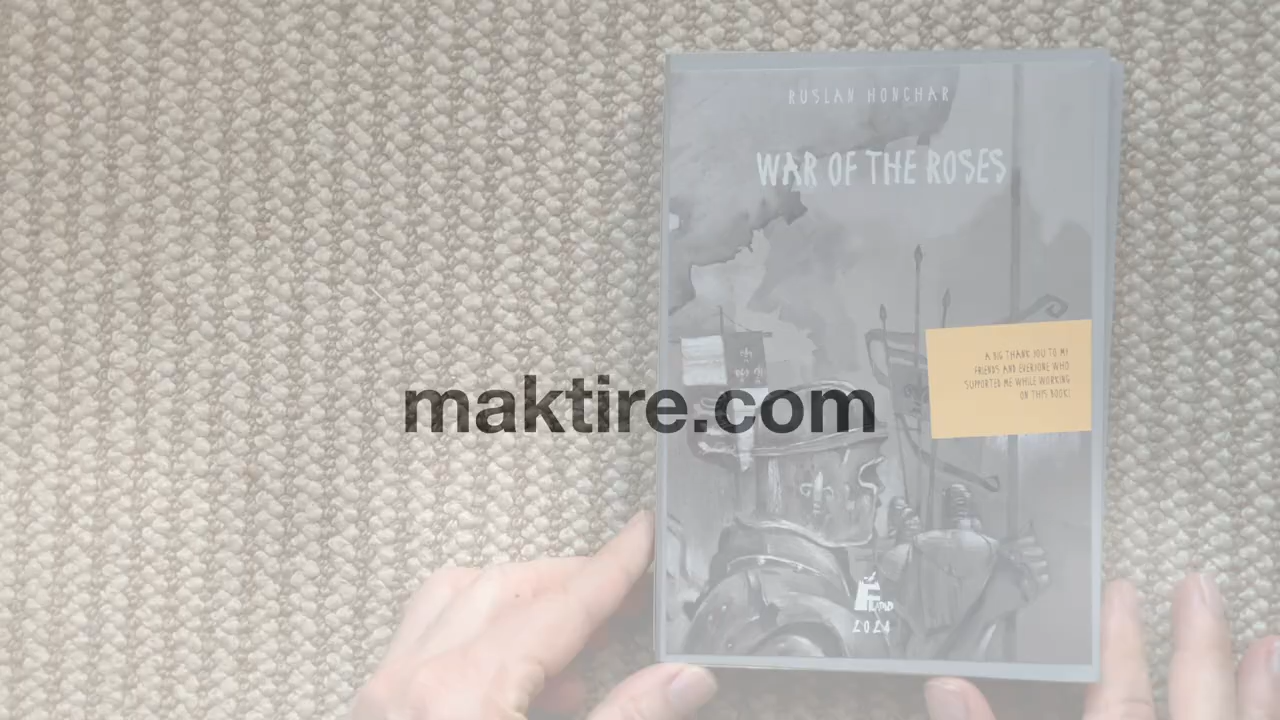 RUSLAN HONCHAR
WAR OF THE ROSES
A BIG THANK YOU TO MY
FRIENDS AND EVERYONE WHO
SUPPORTED ME WHILE WORKING
ON THIS BOOK!
maktire.com
2024